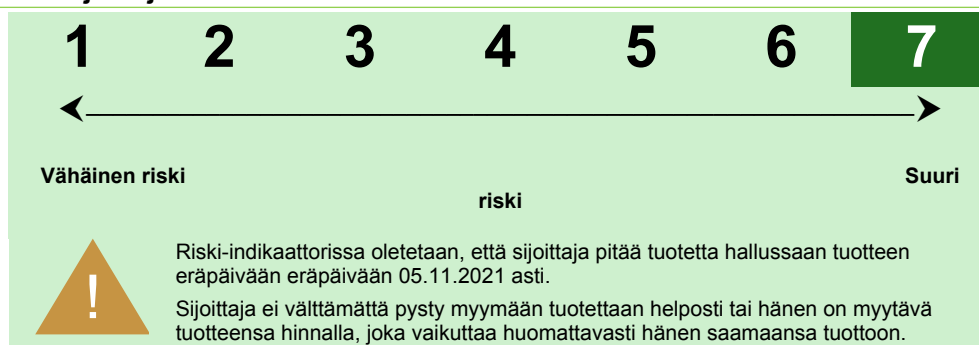 1 2 3 4 5 6 7
Vähäinen riski Suuri
riski
! Riski-indikaattorissa oletetaan, että sijoittaja pitää tuotetta hallussaan tuotteen
eräpäivään eräpäivään 05.11.2021 asti.
Sijoittaja ei välttämättä pysty myymään tuotettaan helposti tai hänen on myytävä
tuotteensa hinnalla, joka vaikuttaa huomattavasti hänen saamaansa tuottoon.